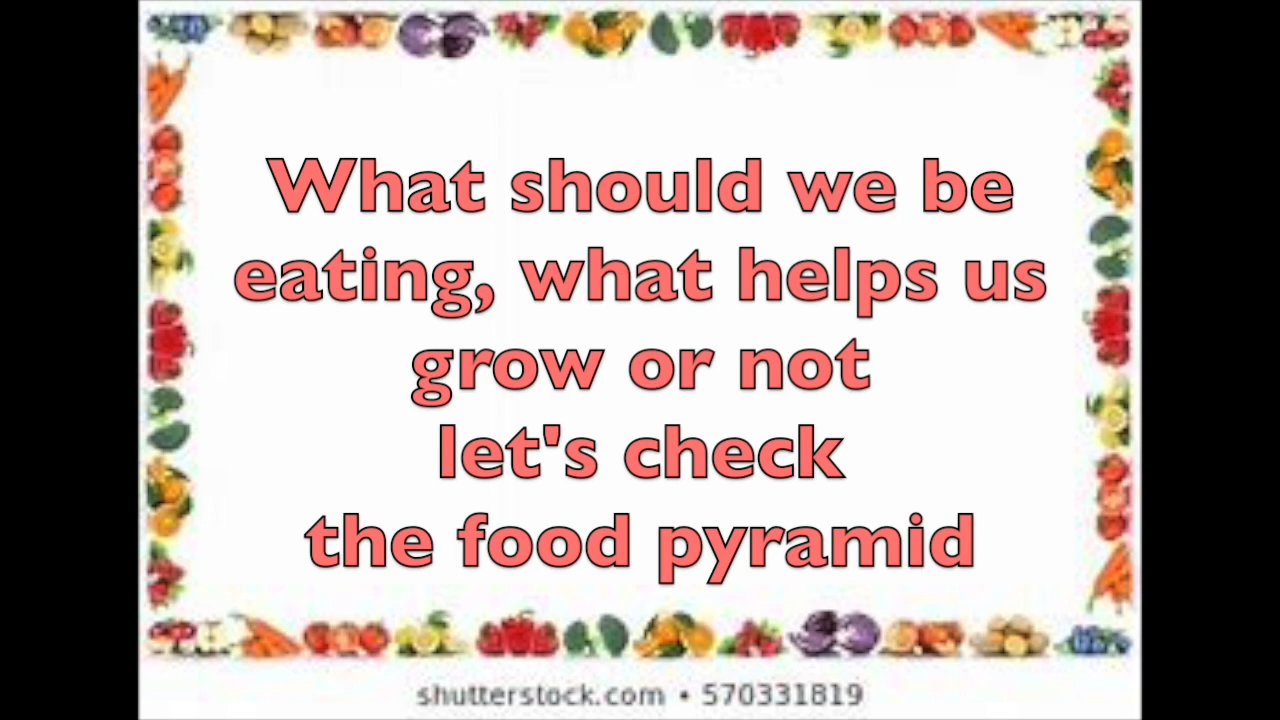 What should we be
eating, what helps us
grow or not
let's check
the food pyramid
shutterstock.com • 570331819